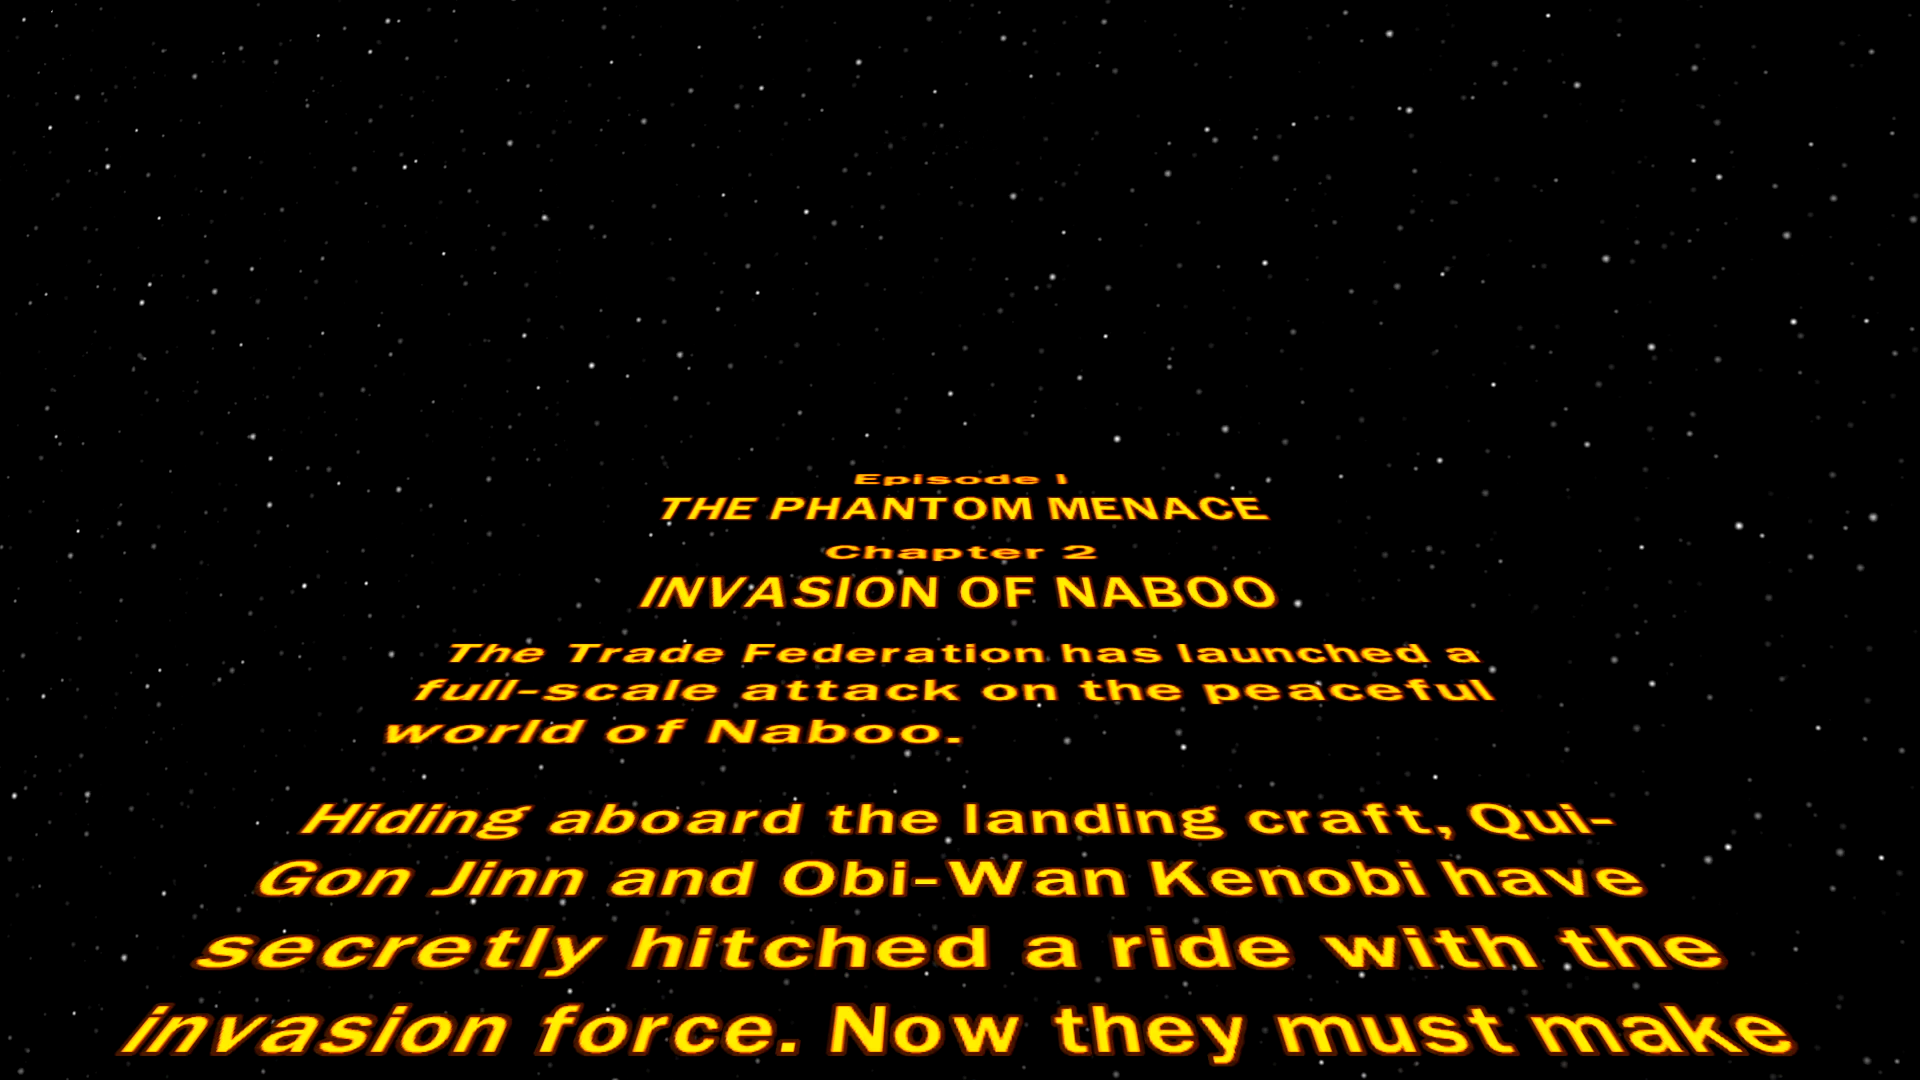 Episode I
THE PHANTOM MENACE
Chapter 2
INVASION OF NABOO
The Trade Federation has launched a
full-scale attack on the peaceful
world of Naboo.
Hiding aboard the landing craft, Qui-
Gon Jinn and Obi-Wan Kenobi have
secretly hitched a ride with the
invasion force. Now they must make